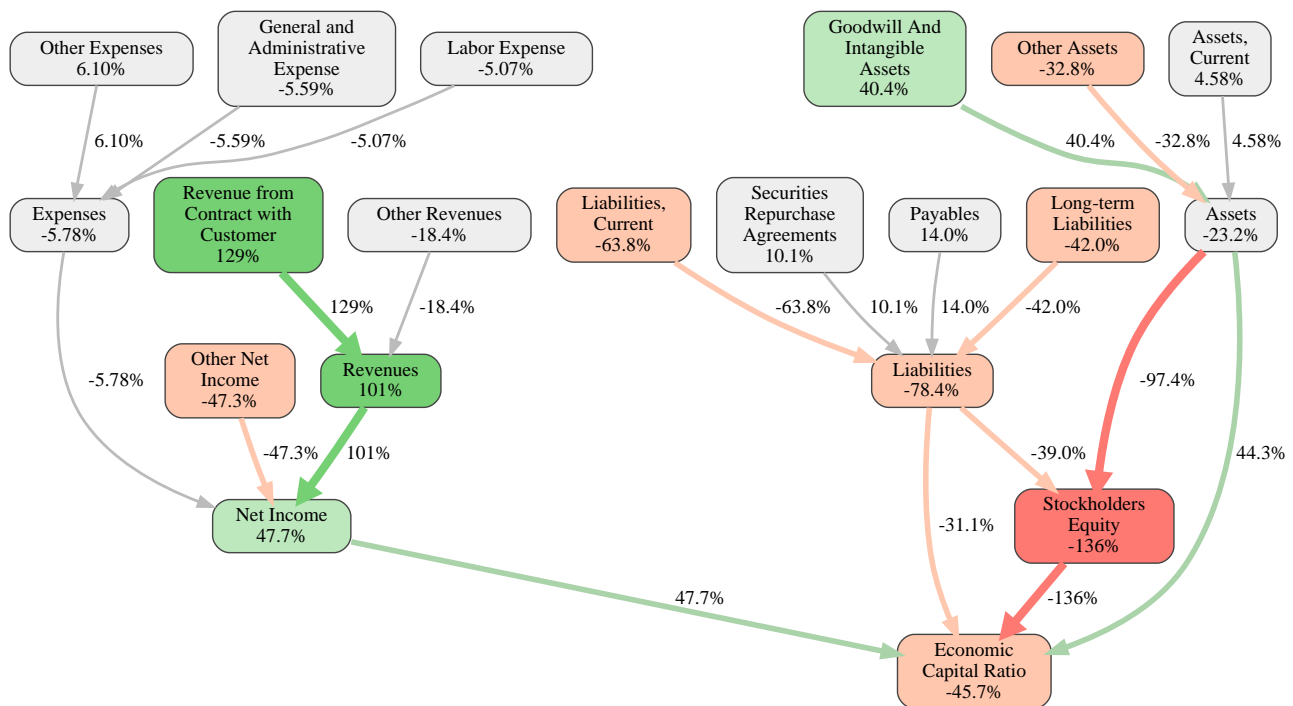 Other Expenses
6.10%
General and
Administrative
Expense
-5.59%
Labor Expense
-5.07%
Goodwill And
Intangible
Assets
40.4%
Other Assets
-32.8%
Assets,
Current
4.58%
6.10%
-5.59%
-5.07%
40.4%
-32.8%
4.58%
Expenses
-5.78%
Revenue from
Contract with
Customer
129%
Other Revenues
-18.4%
Liabilities,
Current
-63.8%
Securities
Repurchase
Agreements
10.1%
Payables
14.0%
Long-term
Liabilities
-42.0%
Assets
-23.2%
129%
-18.4%
-63.8%
10.1%
14.0%
-42.0%
-5.78%
Other Net
Income
-47.3%
Revenues
101%
Liabilities
-78.4%
-97.4%
-47.3%
101%
-39.0%
44.3%
Net Income
47.7%
-31.1%
Stockholders
Equity
-136%
47.7%
-136%
Economic
Capital Ratio
-45.7%